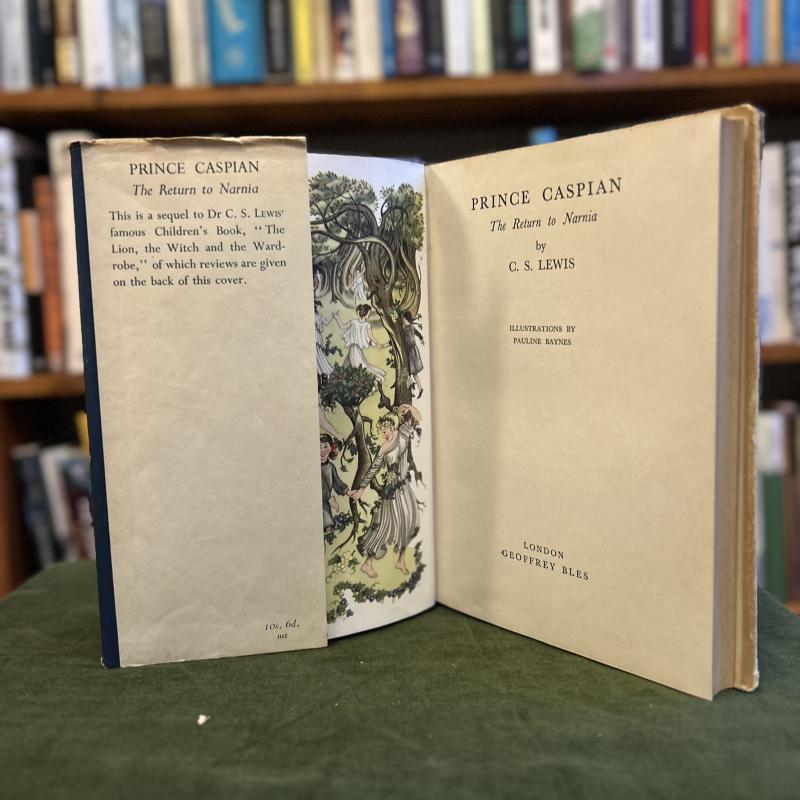 PRINCE CASPIAN
The Return to Narnia
This is a sequel to Dr C. S. LEWIS'
famous Children's Book, "The
Lion, the Witch and the Ward-
robe," of which reviews are given
on the back of this cover.
10s. 6d.
net
PRINCE CASPIAN
The Return to Narnia
by
C. S. LEWIS
ILLUSTRATIONS BY
PAULINE BAYNES
LONDON
GEOFFREY BLES